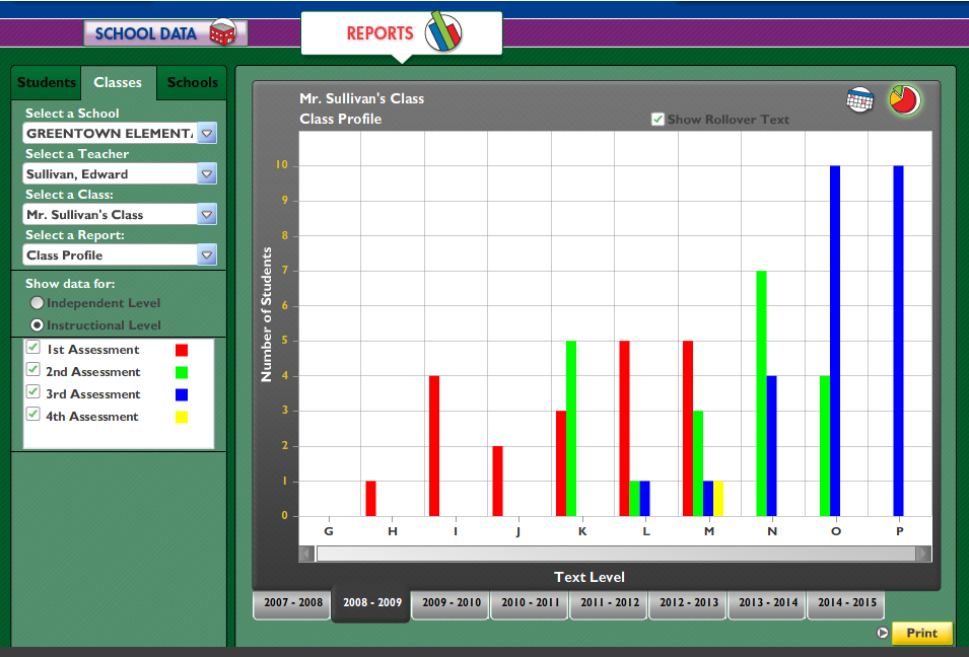 SCHOOL DATA
REPORTS
Students Classes Schools
Select a School
GREENTOWN ELEMENT
Select a Teacher
Sullivan, Edward
Select a Class:
Mr. Sullivan's Class
Select a Report:
Class Profile
Show data for:
Independent Level
Instructional Level
1st Assessment
2nd Assessment
3rd Assessment
4th Assessment
Mr. Sullivan's Class
Class Profile
Show Rollover Text
Number of Students
10
9
8
7
6
5
4
3
2
1
0
G H I J K L M N O P
Text Level
2007 - 2008 2008 - 2009 2009 - 2010 2010 - 2011 2011 - 2012 2012 - 2013 2013 - 2014 2014 - 2015
Print